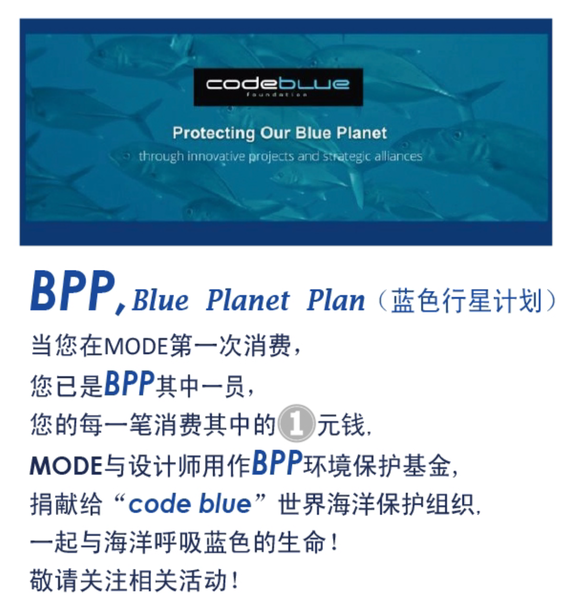 codeblue
foundation
Protecting Our Blue Planet
through innovative projects and strategic alliances
BPP, Blue Planet Plan（蓝色行星计划）
当您在MODE第一次消费，
您已是BPP其中一员，
您的每一笔消费其中的1元钱，
MODE与设计师用作BPP环境保护基金，
捐献给“code blue”世界海洋保护组织，
一起与海洋呼吸蓝色的生命！
敬请关注相关活动！